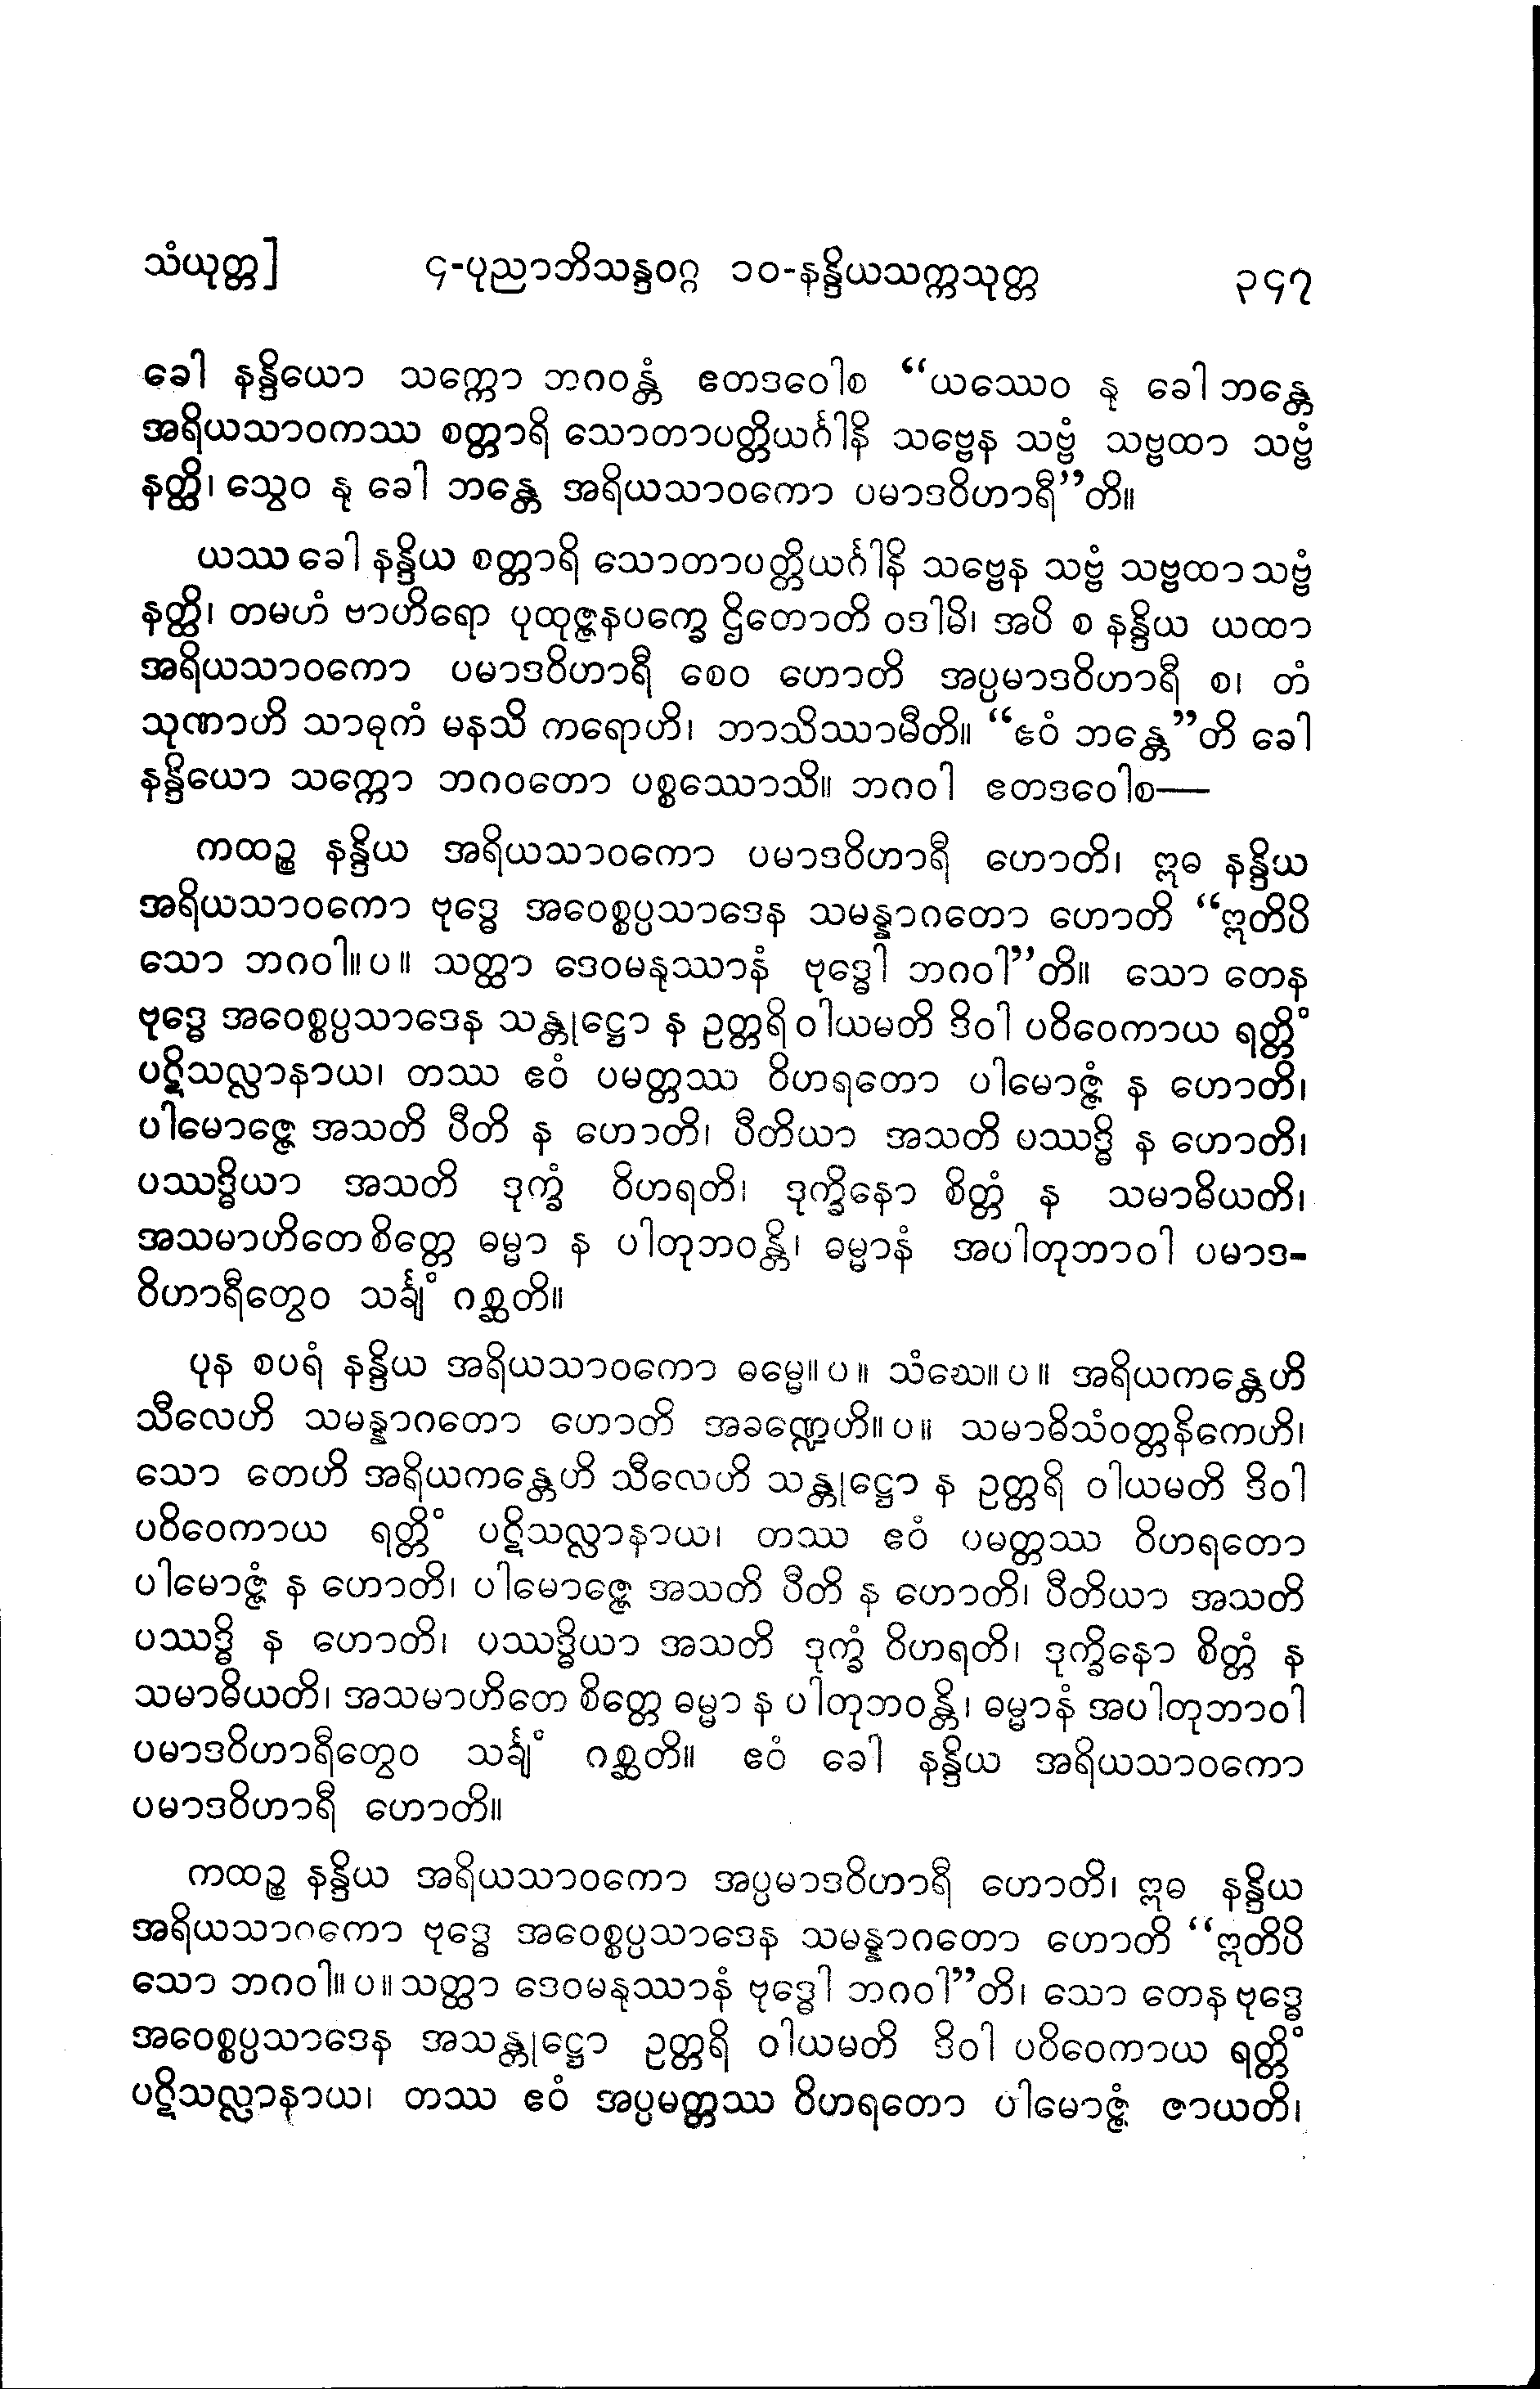 သံယုတ္တ]   ၄-ပုညာဘိသန္ဒဝဂ္ဂ ၁၀-နန္ဒိယသက္ကသုတ္တ   ၃၄၇
ခေါ နန္ဒိယော သက္ကော ဘဂဝန္တံ ဧတဒဝေါစ “ယဿေဝ နု ခေါ ဘန္တေ
အရိယသာဝကဿ စတ္တာရိ သောတာပတ္တိယင်္ဂါနိ သဗ္ဗေန သဗ္ဗံ သဗ္ဗထာ သဗ္ဗံ
နတ္ထိ၊ သွေဝ နု ခေါ ဘန္တေ အရိယသာဝကော ပမာဒဝိဟာရီ”တိ။
ယဿ ခေါ နန္ဒိယ စတ္တာရိ သောတာပတ္တိယင်္ဂါနိ သဗ္ဗေန သဗ္ဗံ သဗ္ဗထာ သဗ္ဗံ
နတ္ထိ၊ တမဟံ ဗာဟိရော ပုထုဇ္ဇနပက္ခေ ဌိတောတိ ဝဒါမိ၊ အပိ စ နန္ဒိယ ယထာ
အရိယသာဝကော ပမာဒဝိဟာရီ စေဝ ဟောတိ အပ္ပမာဒဝိဟာရီ စ၊ တံ
သုဏာဟိ သာဓုကံ မနသိ ကရောဟိ၊ ဘာသိဿာမီတိ။ “ဧဝံ ဘန္တေ”တိ ခေါ
နန္ဒိယော သက္ကော ဘဂဝတော ပစ္စဿောသိ။ ဘဂဝါ ဧတဒဝေါစ—
ကထဉ္စ နန္ဒိယ အရိယသာဝကော ပမာဒဝိဟာရီ ဟောတိ၊ ဣဓ နန္ဒိယ
အရိယသာဝကော ဗုဒ္ဓေ အဝေစ္စပ္ပသာဒေန သမန္နာဂတော ဟောတိ “ဣတိပိ
သော ဘဂဝါ။ ပ။ သတ္ထာ ဒေဝမနုဿာနံ ဗုဒ္ဓေါ ဘဂဝါ”တိ။ သော တေန
ဗုဒ္ဓေ အဝေစ္စပ္ပသာဒေန သန္တုဋ္ဌော န ဥတ္တရိ ဝါယမတိ ဒိဝါ ပဝိဝေကာယ ရတ္တိံ
ပဋိသလ္လာနာယ၊ တဿ ဧဝံ ပမတ္တဿ ဝိဟရတော ပါမောဇ္ဇံ န ဟောတိ၊
ပါမောဇ္ဇေ အသတိ ပီတိ န ဟောတိ၊ ပီတိယာ အသတိ ပဿဒ္ဓိ န ဟောတိ၊
ပဿဒ္ဓိယာ အသတိ ဒုက္ခံ ဝိဟရတိ၊ ဒုက္ခိနော စိတ္တံ န သမာဓိယတိ၊
အသမာဟိတေ စိတ္တေ ဓမ္မာ န ပါတုဘဝန္တိ၊ ဓမ္မာနံ အပါတုဘာဝါ ပမာဒ-
ဝိဟာရီတွေဝ သင်္ချံ ဂစ္ဆတိ။
ပုန စပရံ နန္ဒိယ အရိယသာဝကော ဓမ္မေ။ ပ။ သံဃေ။ ပ။ အရိယကန္တေဟိ
သီလေဟိ သမန္နာဂတော ဟောတိ အခဏ္ဍေဟိ။ ပ။ သမာဓိသံဝတ္တနိကေဟိ၊
သော တေဟိ အရိယကန္တေဟိ သီလေဟိ သန္တုဋ္ဌော န ဥတ္တရိ ဝါယမတိ ဒိဝါ
ပဝိဝေကာယ ရတ္တိံ ပဋိသလ္လာနာယ၊ တဿ ဧဝံ ပမတ္တဿ ဝိဟရတော
ပါမောဇ္ဇံ န ဟောတိ၊ ပါမောဇ္ဇေ အသတိ ပီတိ န ဟောတိ၊ ပီတိယာ အသတိ
ပဿဒ္ဓိ န ဟောတိ၊ ပဿဒ္ဓိယာ အသတိ ဒုက္ခံ ဝိဟရတိ၊ ဒုက္ခိနော စိတ္တံ န
သမာဓိယတိ၊ အသမာဟိတေ စိတ္တေ ဓမ္မာ န ပါတုဘဝန္တိ၊ ဓမ္မာနံ အပါတုဘာဝါ
ပမာဒဝိဟာရီတွေဝ သင်္ချံ ဂစ္ဆတိ။ ဧဝံ ခေါ နန္ဒိယ အရိယသာဝကော
ပမာဒဝိဟာရီ ဟောတိ။
ကထဉ္စ နန္ဒိယ အရိယသာဝကော အပ္ပမာဒဝိဟာရီ ဟောတိ၊ ဣဓ နန္ဒိယ
အရိယသာဂကော ဗုဒ္ဓေ အဝေစ္စပ္ပသာဒေန သမန္နာဂတော ဟောတိ “ဣတိပိ
သော ဘဂဝါ။ ပ။ သတ္ထာ ဒေဝမနုဿာနံ ဗုဒ္ဓေါ ဘဂဝါ”တိ၊ သော တေန ဗုဒ္ဓေ
အဝေစ္စပ္ပသာဒေန အသန္တုဋ္ဌော ဥတ္တရိ ဝါယမတိ ဒိဝါ ပဝိဝေကာယ ရတ္တိံ
ပဋိသလ္လာနာယ၊ တဿ ဧဝံ အပ္ပမတ္တဿ ဝိဟရတော ပါမောဇ္ဇံ ဇာယတိ၊